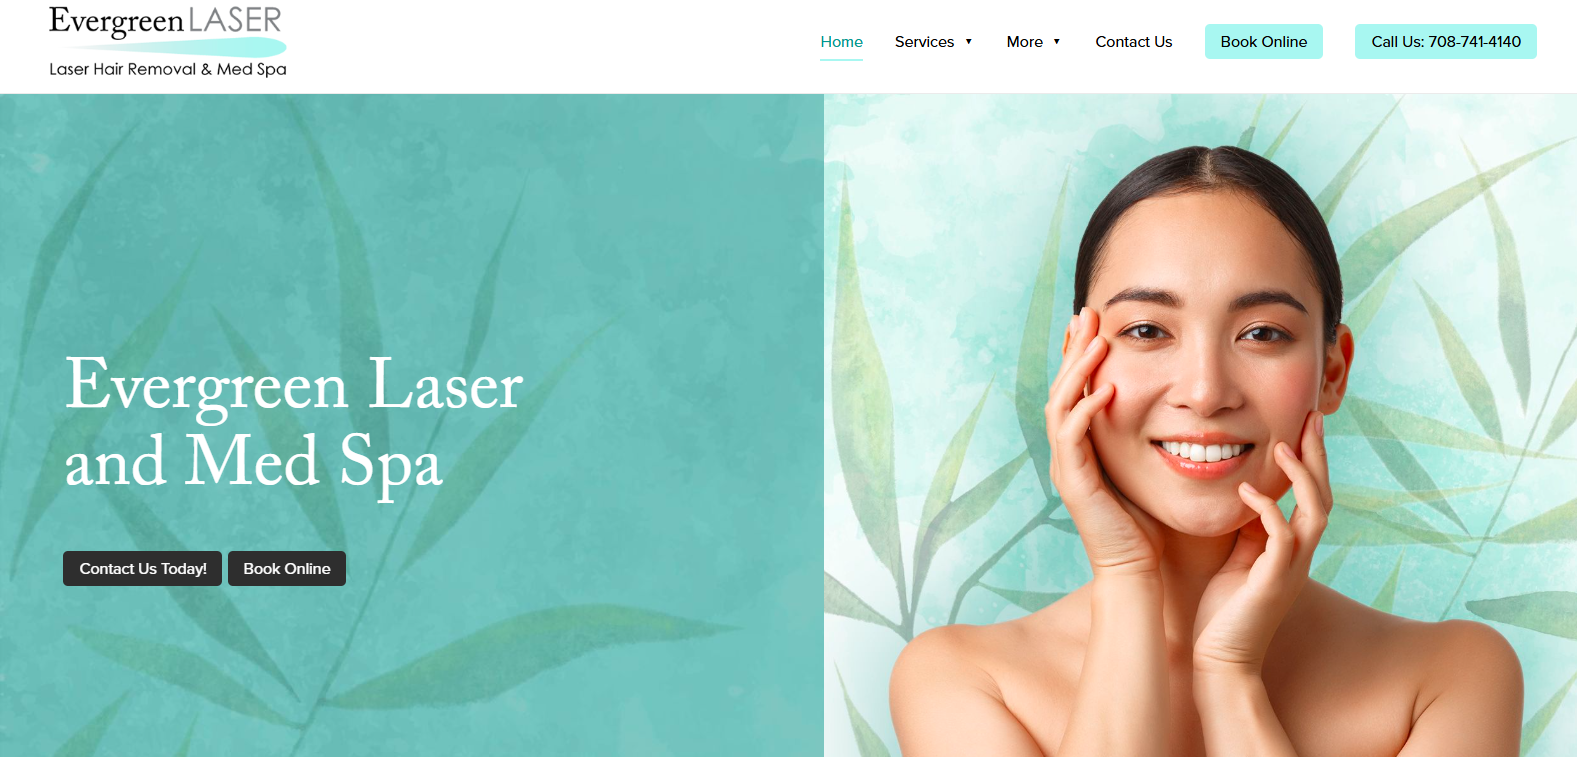 Evergreen LASER
Laser Hair Removal & Med Spa
Home
Services
More
Contact Us
Book Online
Call Us: 708-741-4140
Evergreen Laser
and Med Spa
Contact Us Today!
Book Online